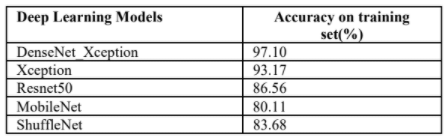 Deep Learning Models Accuracy on training
set(%)
DenseNet_Xception 97.10
Xception 93.17
Resnet50 86.56
MobileNet 80.11
ShuffleNet 83.68